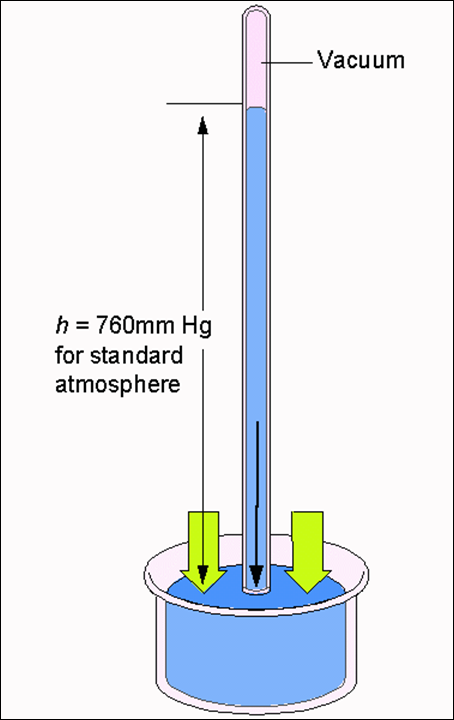 Vacuum
h = 760mm Hg
for standard
atmosphere